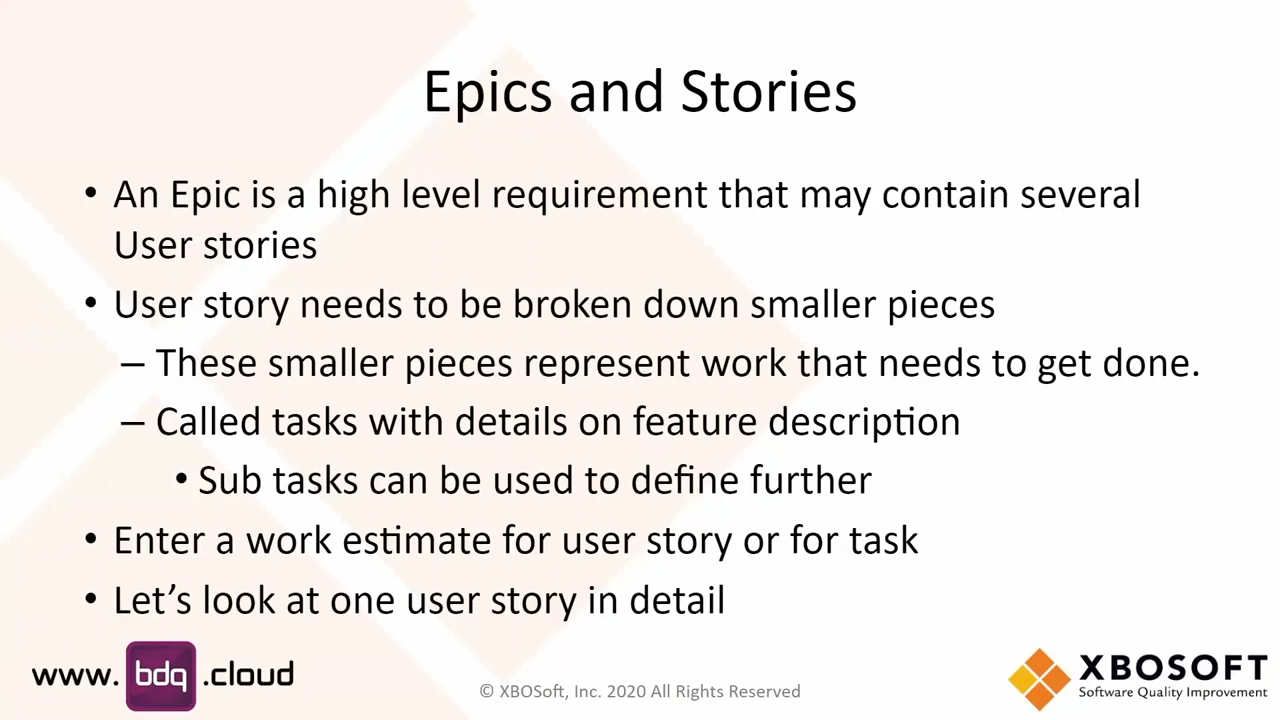 Epics and Stories
• An Epic is a high level requirement that may contain several
User stories
• User story needs to be broken down smaller pieces
– These smaller pieces represent work that needs to get done.
– Called tasks with details on feature description
• Sub tasks can be used to define further
• Enter a work estimate for user story or for task
• Let’s look at one user story in detail
www. bdq .cloud
© XBOSoft, Inc. 2020 All Rights Reserved
XBOSOFT
Software Quality Improvement